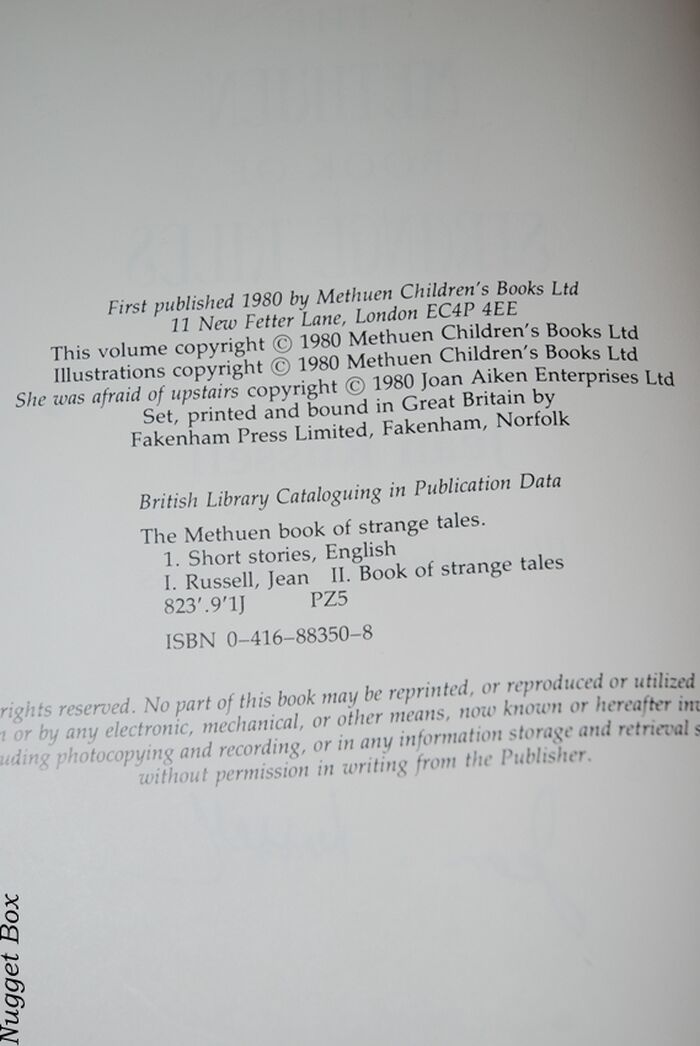 First published 1980 by Methuen Children's Books Ltd
11 New Fetter Lane, London EC4P 4EE
This volume copyright © 1980 Methuen Children's Books Ltd
Illustrations copyright © 1980 Methuen Children's Books Ltd
She was afraid of upstairs copyright © 1980 Joan Aiken Enterprises Ltd
Set, printed and bound in Great Britain by
Fakenham Press Limited, Fakenham, Norfolk
British Library Cataloguing in Publication Data
The Methuen book of strange tales.
1. Short stories, English
I. Russell, Jean II. Book of strange tales
823'.9'1J PZ5
ISBN 0–416–88350–8
rights reserved. No part of this book may be reprinted, or reproduced or utilized
or by any electronic, mechanical, or other means, now known or hereafter
photocopying and recording, or in any information storage and retrieval
without permission in writing from the Publisher.
Nugget Box